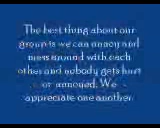 The best thing about our
group is we can annoy and
mess around with each
other and nobody gets hurt
or annoyed. We
appreciate one another.